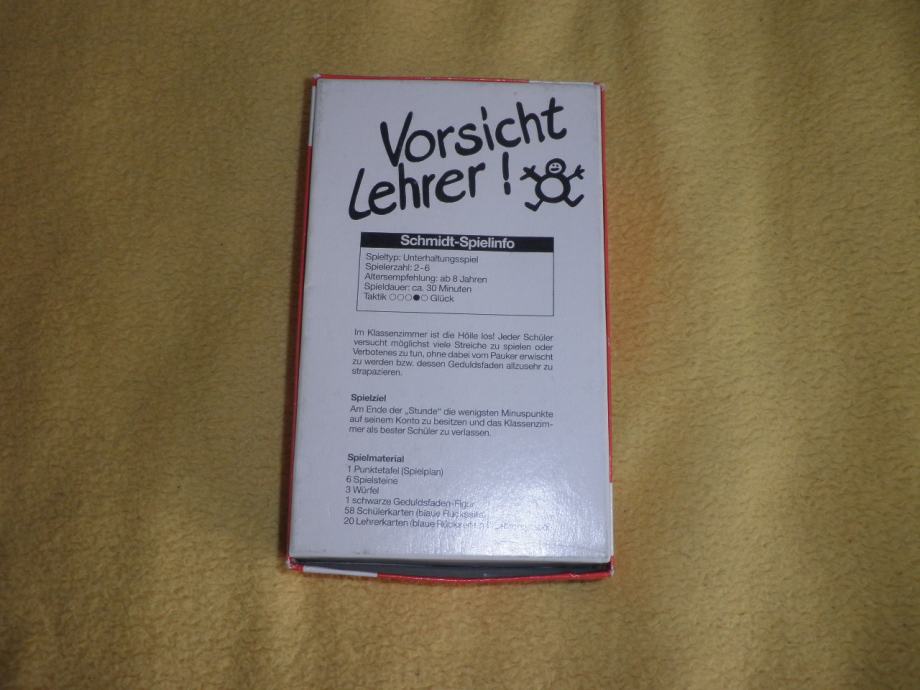 Vorsicht
Lehrer!
Schmidt-Spielinfo
Spieltyp: Unterhaltungsspiel
Spielerzahl: 2-6
Altersempfehlung: ab 8 Jahren
Spieldauer: ca. 30 Minuten
Taktik ○○○●○ Glück
Im Klassenzimmer ist die Hölle los! Jeder Schüler
versucht möglichst viele Streiche zu spielen oder
Verbotenes zu tun, ohne dabei vom Pauker erwischt
zu werden bzw. dessen Geduldsfaden allzusehr zu
strapazieren.
Spielziel
Am Ende der „Stunde" die wenigsten Minuspunkte
auf seinem Konto zu besitzen und das Klassenzim-
mer als bester Schüler zu verlassen.
Spielmaterial
1 Punktetafel (Spielplan)
6 Spielsteine
3 Würfel
1 schwarze Geduldsfaden-Figur
58 Schülerkarten (blaue Rückseite)
20 Lehrerkarten (blaue